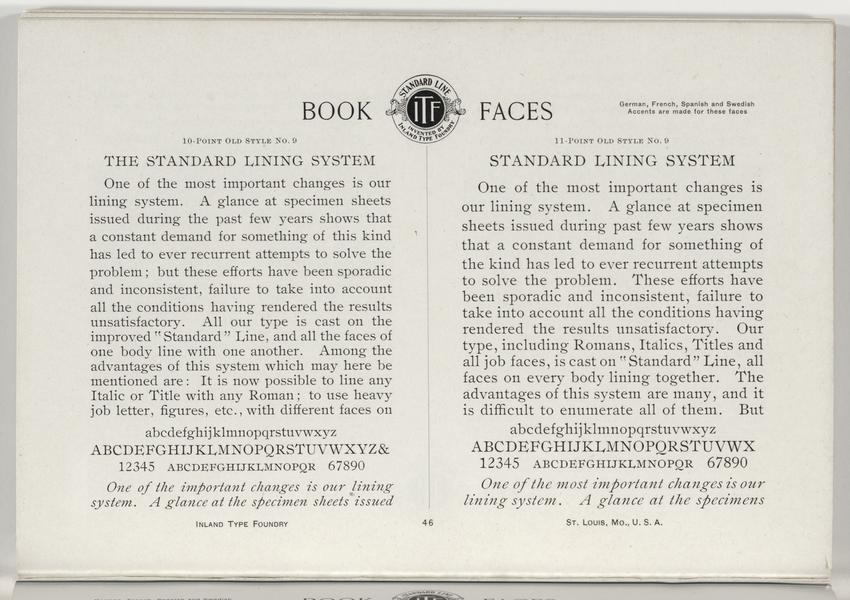 BOOK
STANDARD LINE
ITF
INVENTED BY
INLAND TYPE FOUNDRY
FACES
German, French, Spanish and Swedish
Accents are made for these faces
10-Point Old Style No. 9
THE STANDARD LINING SYSTEM
One of the most important changes is our
lining system. A glance at specimen sheets
issued during the past few years shows that
a constant demand for something of this kind
has led to ever recurrent attempts to solve the
problem; but these efforts have been sporadic
and inconsistent, failure to take into account
all the conditions having rendered the results
unsatisfactory. All our type is cast on the
improved "Standard" Line, and all the faces of
one body line with one another. Among the
advantages of this system which may here be
mentioned are: It is now possible to line any
Italic or Title with any Roman; to use heavy
job letter, figures, etc., with different faces on
abcdefghijklmnopqrstuvwxyz
ABCDEFGHIJKLMNOPQRSTUVWXYZ&
12345 ABCDEFGHIJKLMNOPQR 67890
One of the important changes is our lining
system. A glance at the specimen sheets issued
11-Point Old Style No. 9
STANDARD LINING SYSTEM
One of the most important changes is
our lining system. A glance at specimen
sheets issued during past few years shows
that a constant demand for something of
the kind has led to ever recurrent attempts
to solve the problem. These efforts have
been sporadic and inconsistent, failure to
take into account all the conditions having
rendered the results unsatisfactory. Our
type, including Romans, Italics, Titles and
all job faces, is cast on "Standard" Line, all
faces on every body lining together. The
advantages of this system are many, and it
is difficult to enumerate all of them. But
abcdefghijklmnopqrstuvwxyz
ABCDEFGHIJKLMNOPQRSTUVWX
12345 ABCDEFGHIJKLMNOPQR 67890
One of the most important changes is our
lining system. A glance at the specimens
Inland Type Foundry
46
St. Louis, Mo., U. S. A.